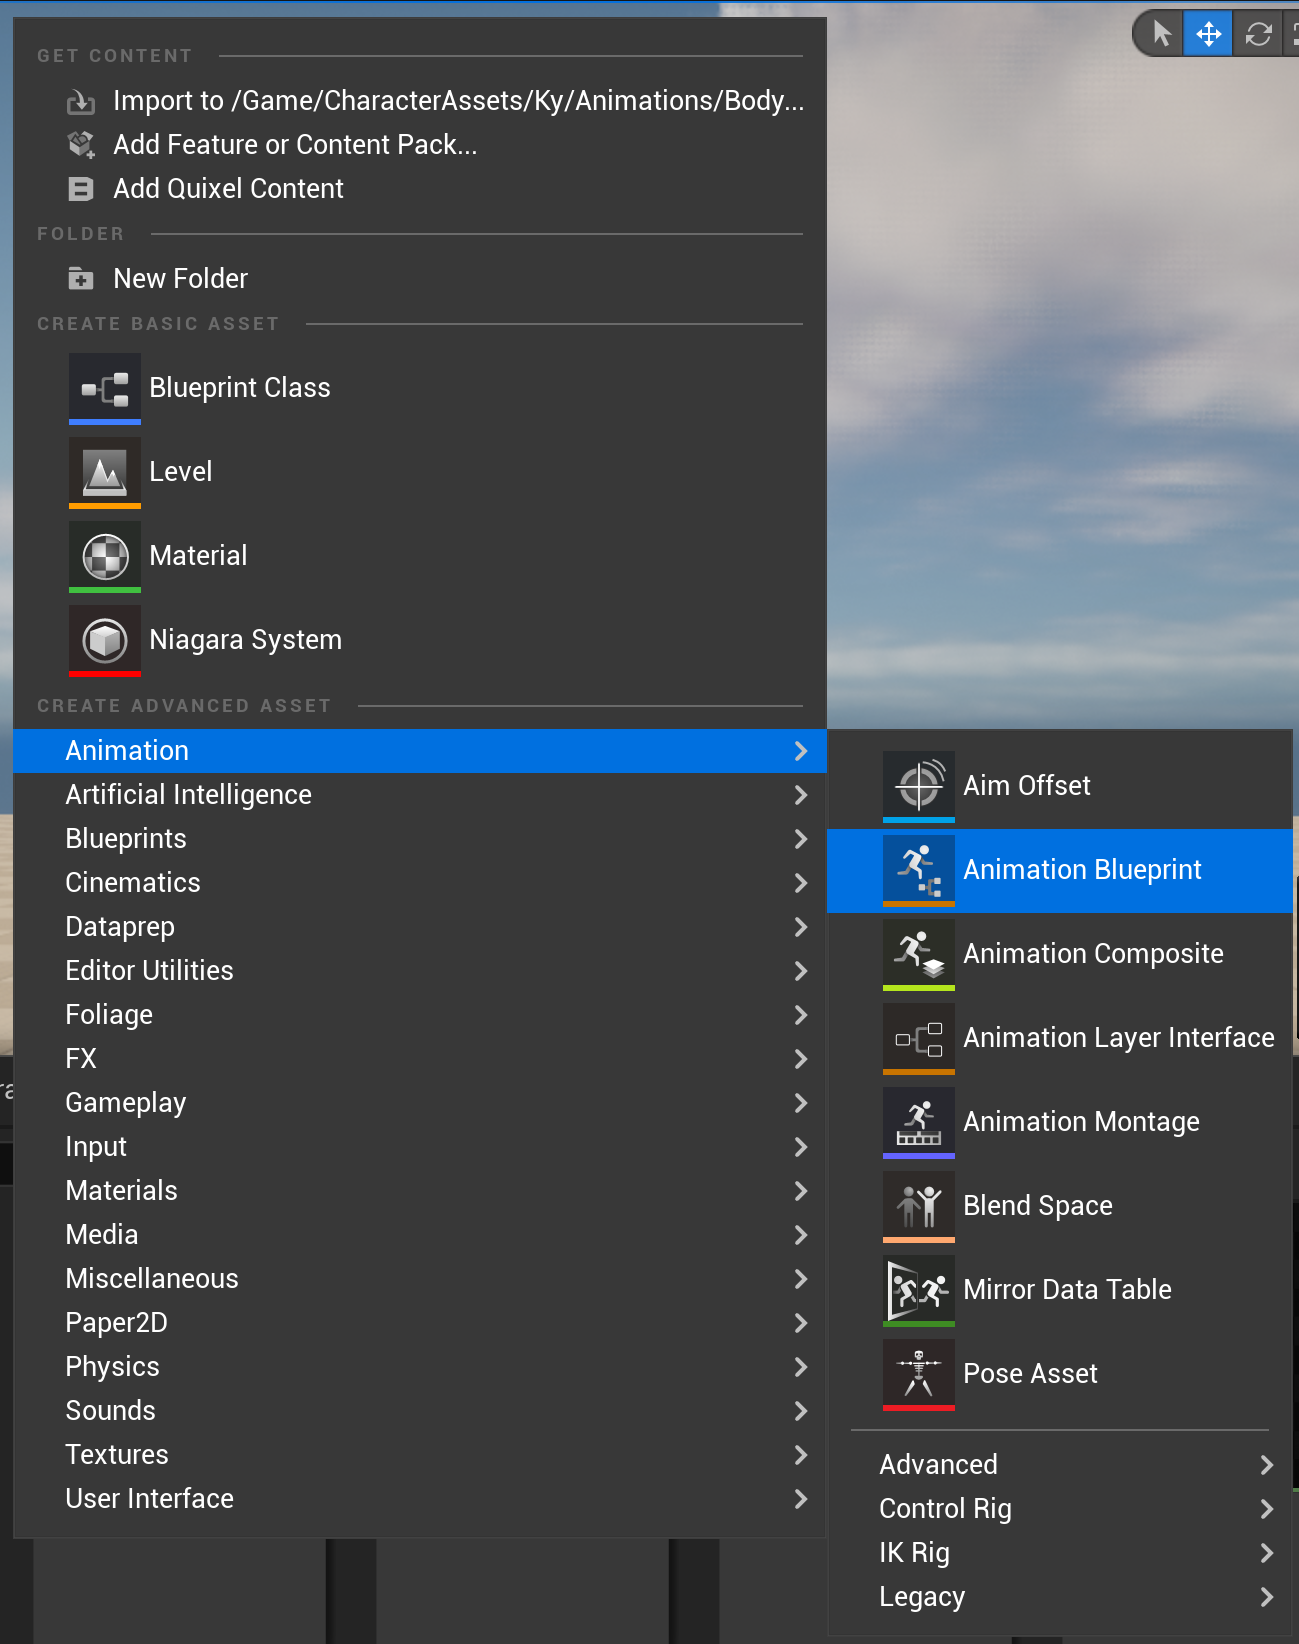 GET CONTENT
Import to /Game/CharacterAssets/Ky/Animations/Body...
Add Feature or Content Pack...
Add Quixel Content
FOLDER
New Folder
CREATE BASIC ASSET
Blueprint Class
Level
Material
Niagara System
CREATE ADVANCED ASSET
Animation
Artificial Intelligence
Blueprints
Cinematics
Dataprep
Editor Utilities
Foliage
FX
Gameplay
Input
Materials
Media
Miscellaneous
Paper2D
Physics
Sounds
Textures
User Interface
Aim Offset
Animation Blueprint
Animation Composite
Animation Layer Interface
Animation Montage
Blend Space
Mirror Data Table
Pose Asset
Advanced
Control Rig
IK Rig
Legacy